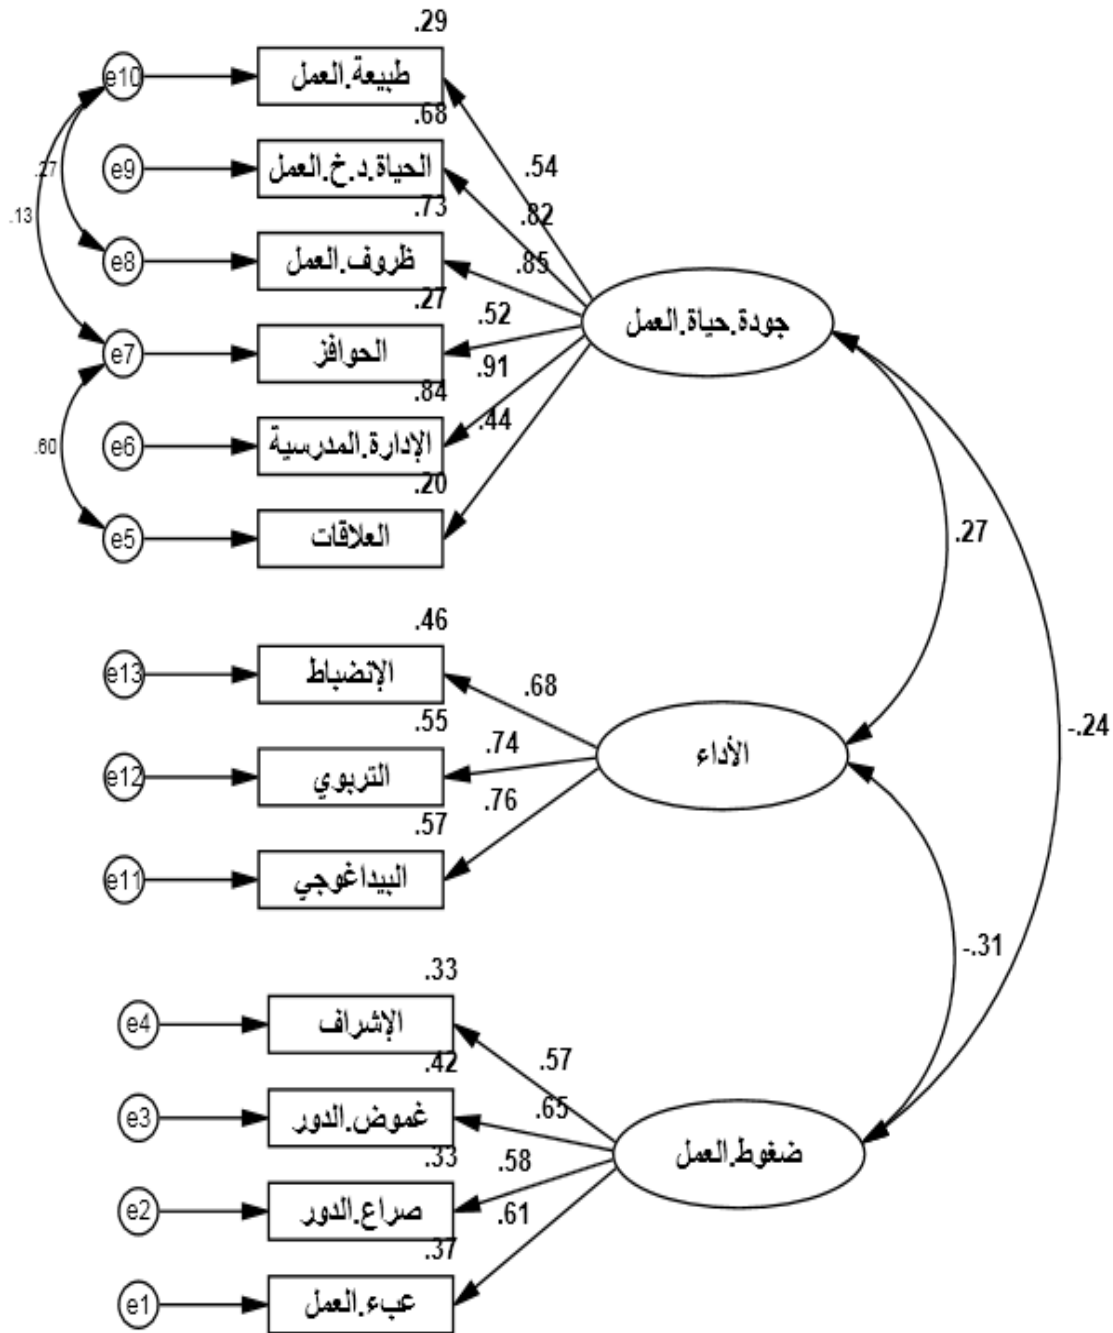 .29
e10
طبيعة.العمل
.68
.54
e9
الحياة.د.خ.العمل
.27
.82
.73
.13
e8
ظروف.العمل
.85
.27
.52
جودة.حياة.العمل
e7
الحوافز
.91
.84
.44
.60
e6
الإدارة.المدرسية
.20
e5
العلاقات
.27
.46
e13
الإنضباط
.68
.55
-.24
.74
الأداء
e12
التربوي
.76
.57
e11
البيداغوجي
-.31
.33
e4
الإشراف
.42
.57
e3
غموض.الدور
.65
.33
.58
ضغوط.العمل
e2
صراع.الدور
.61
.37
e1
عبء.العمل